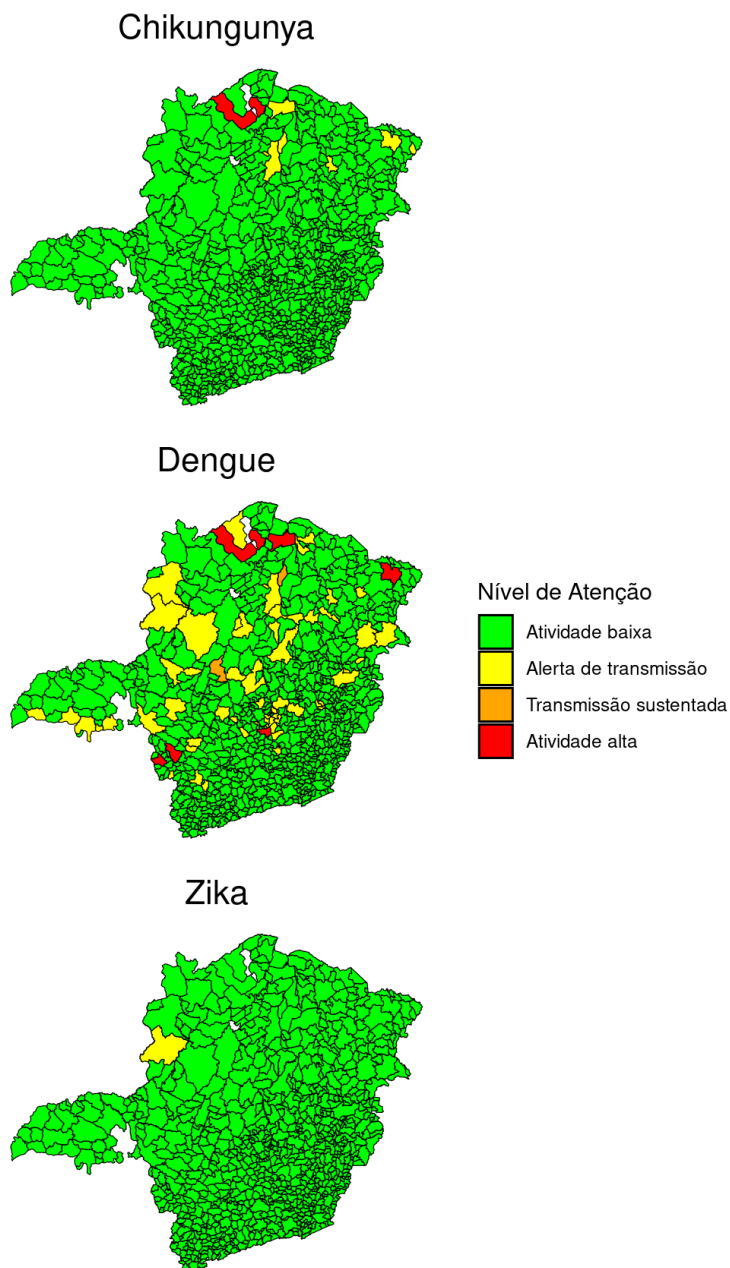 Chikungunya
Dengue
Nível de Atenção
Atividade baixa
Alerta de transmissão
Transmissão sustentada
Atividade alta
Zika